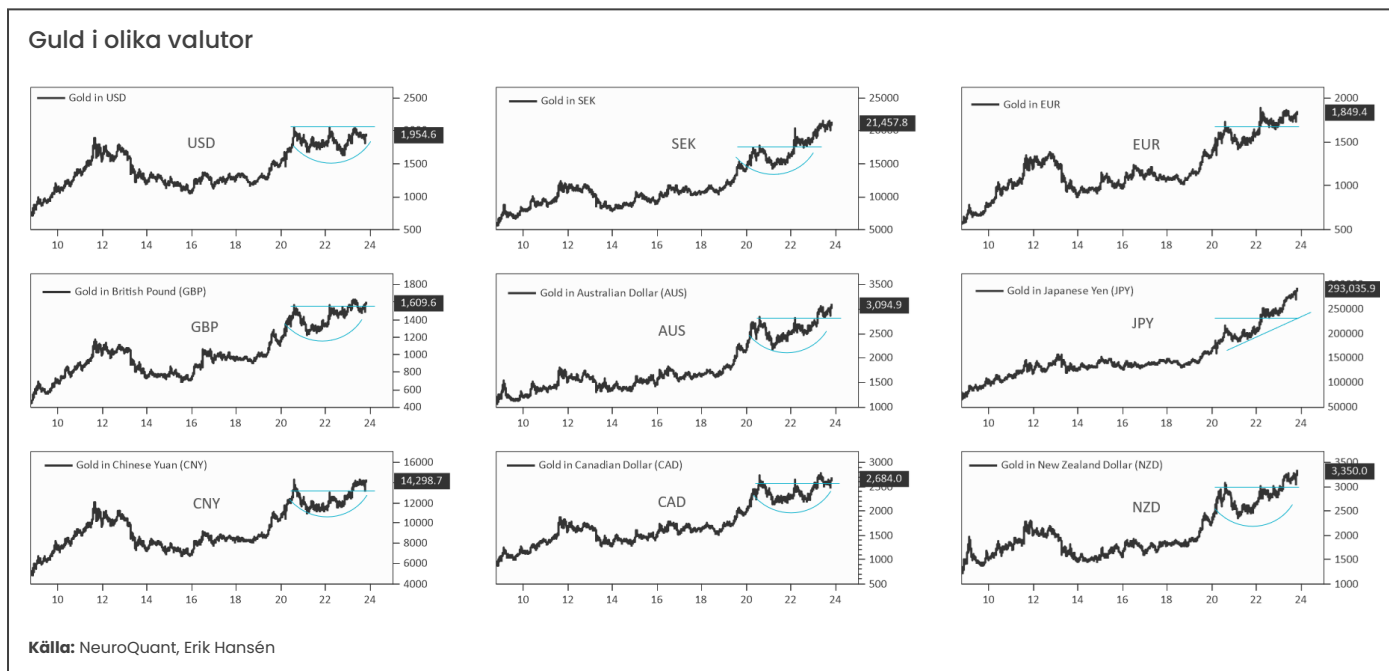 Guld i olika valutor
Gold in USD
USD
2500
1,954.6
1500
1000
500
10 12 14 16 18 20 22 24
Gold in SEK
SEK
25000
21,457.8
20000
15000
10000
5000
10 12 14 16 18 20 22 24
Gold in EUR
EUR
2000
1,849.4
1500
1000
500
10 12 14 16 18 20 22 24
Gold in British Pound (GBP)
GBP
1800
1,609.6
1400
1200
1000
800
600
400
10 12 14 16 18 20 22 24
Gold in Australian Dollar (AUS)
AUS
3500
3,094.9
2500
2000
1500
1000
10 12 14 16 18 20 22 24
Gold in Japanese Yen (JPY)
JPY
293,035.9
250000
200000
150000
100000
50000
10 12 14 16 18 20 22 24
Gold in Chinese Yuan (CNY)
CNY
16000
14,298.7
12000
10000
8000
6000
4000
10 12 14 16 18 20 22 24
Gold in Canadian Dollar (CAD)
CAD
3000
2,684.0
2500
2000
1500
1000
500
10 12 14 16 18 20 22 24
Gold in New Zealand Dollar (NZD)
NZD
3500
3,350.0
3000
2500
2000
1500
1000
10 12 14 16 18 20 22 24
Källa: NeuroQuant, Erik Hansén